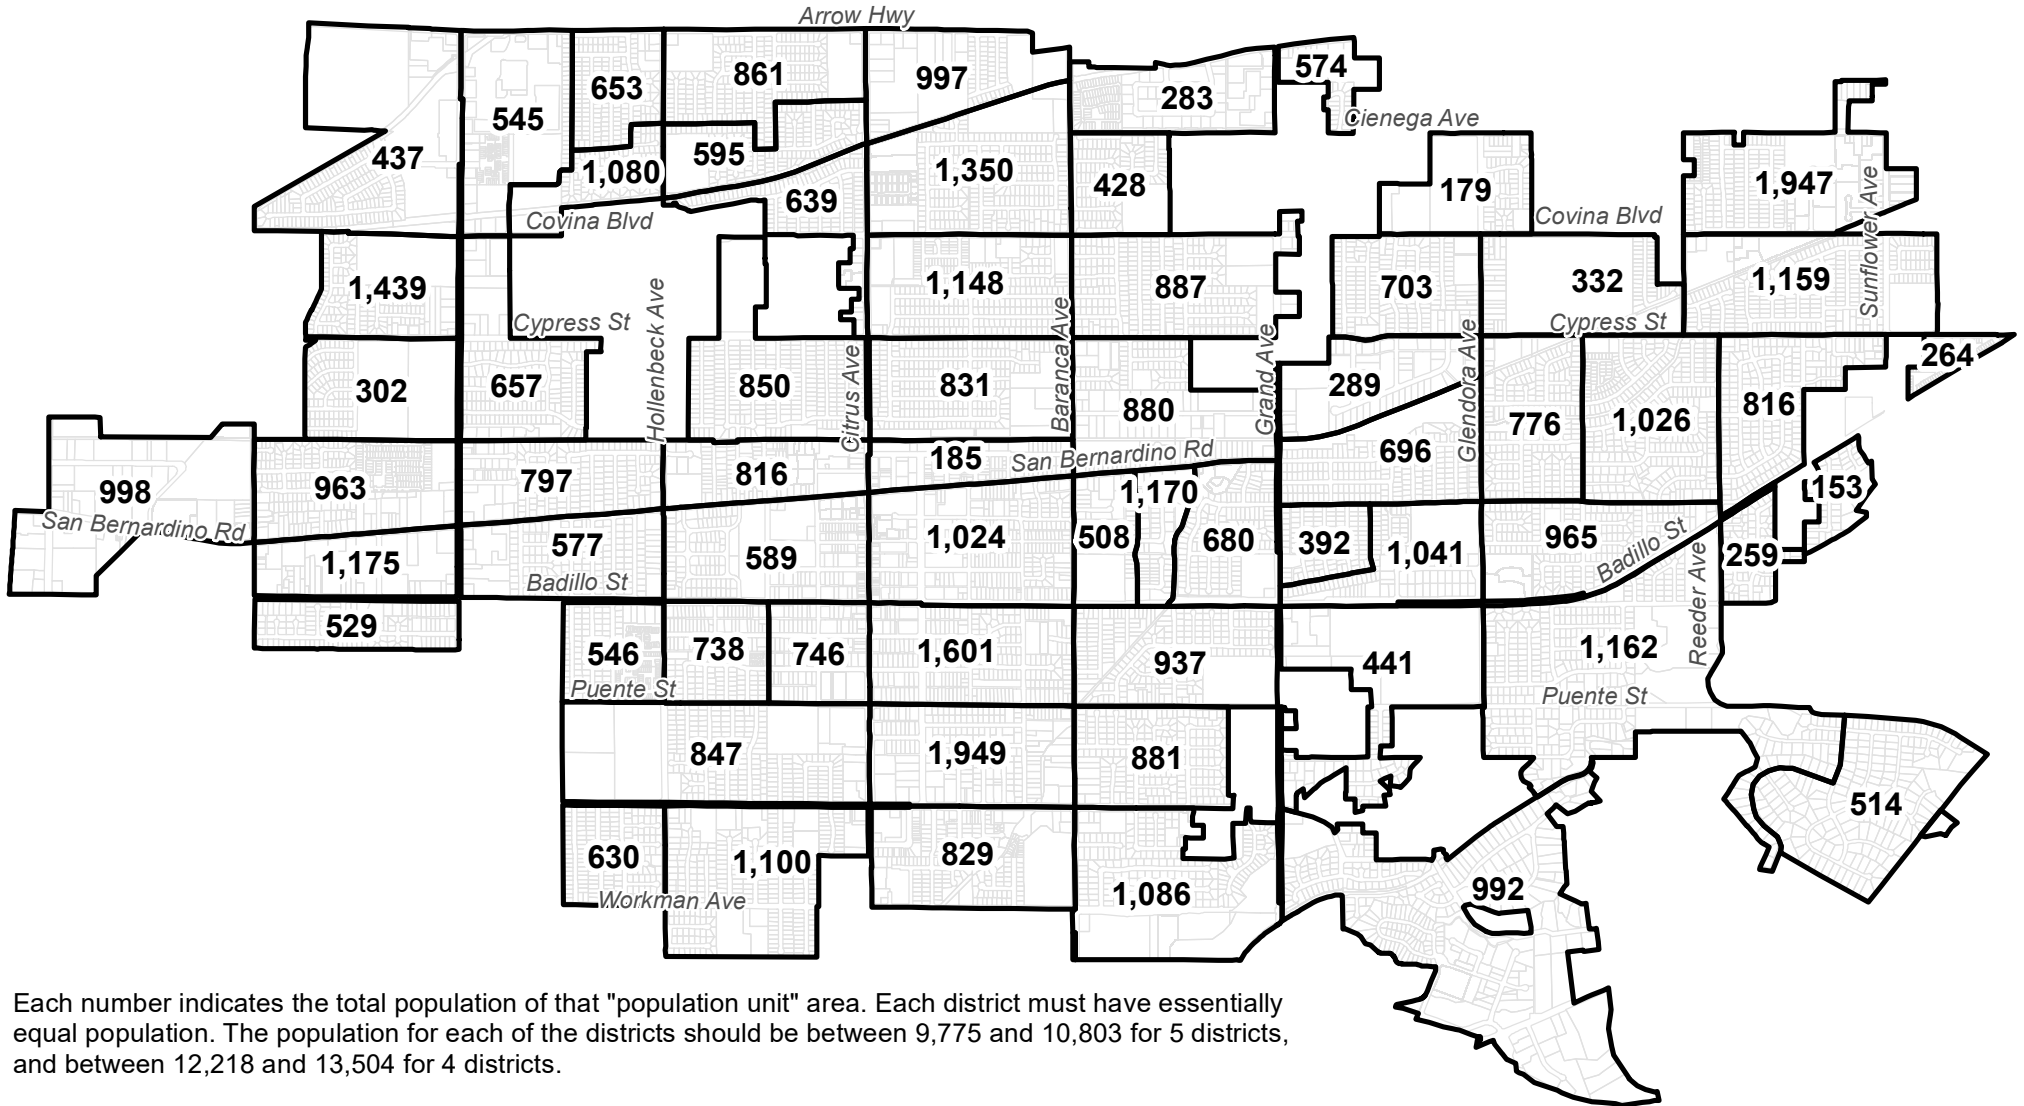 Arrow Hwy
574
861
997
653
283
545
Cienega Ave
437
595
1,080
1,350
428
639
179
1,947
Sunflower Ave
Covina Blvd
Covina Blvd
1,439
1,148
887
703
332
1,159
Cypress St
Cypress St
Hollenbeck Ave
Citrus Ave
Baranca Ave
Grand Ave
Glendora Ave
264
302
657
850
831
880
289
776
1,026
816
696
998
963
797
816
185
San Bernardino Rd
1,170
153
San Bernardino Rd
1,175
577
589
1,024
508
680
392
1,041
965
Badillo St
259
Reeder Ave
Badillo St
529
546
738
746
1,601
937
441
1,162
Puente St
Puente St
847
1,949
881
514
630
1,100
829
1,086
992
Workman Ave
Each number indicates the total population of that "population unit" area. Each district must have essentially
equal population. The population for each of the districts should be between 9,775 and 10,803 for 5 districts,
and between 12,218 and 13,504 for 4 districts.